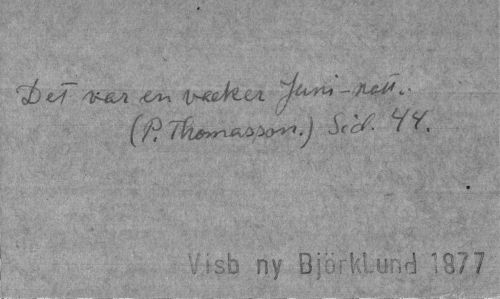 Det var en vacker Juni-natt..
(P. Thomasson.) Sid. 44.
Visb ny Björklund 1877